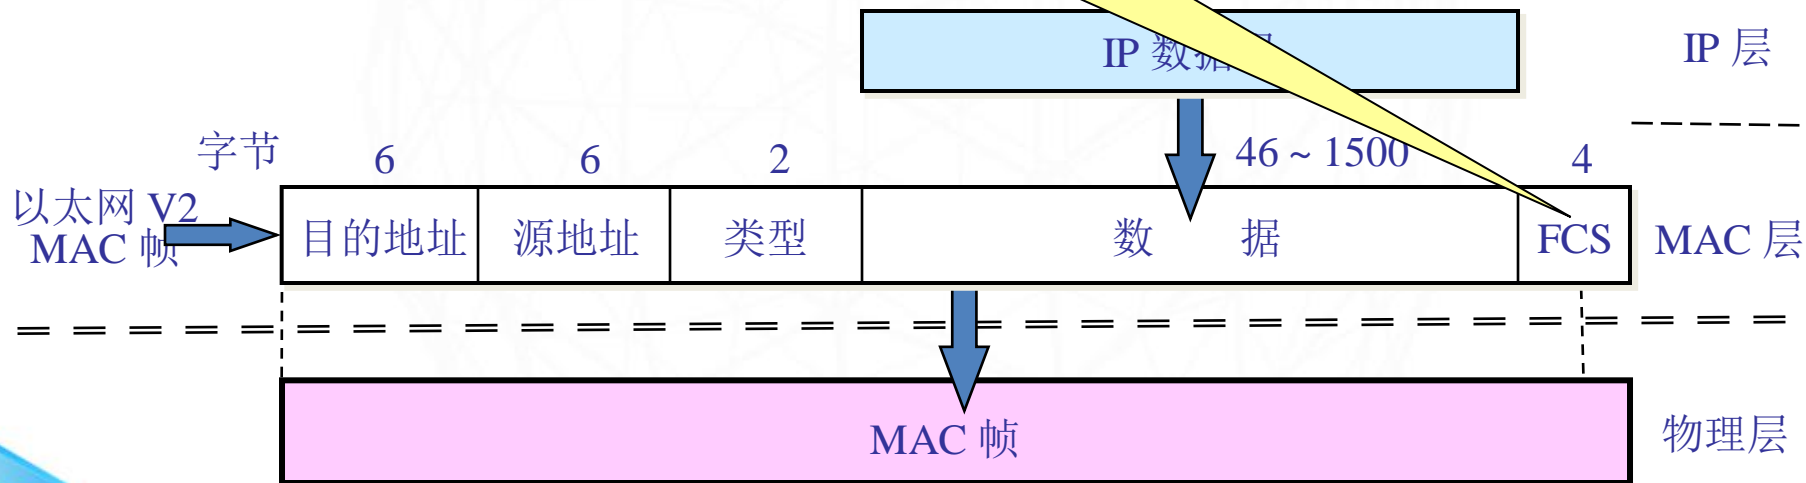 IP 数据
IP 层
字节 6 6 2 46 ~ 1500 4
以太网 V2
MAC 帧
目的地址 源地址 类型 数 据 FCS MAC 层
MAC 帧
物理层